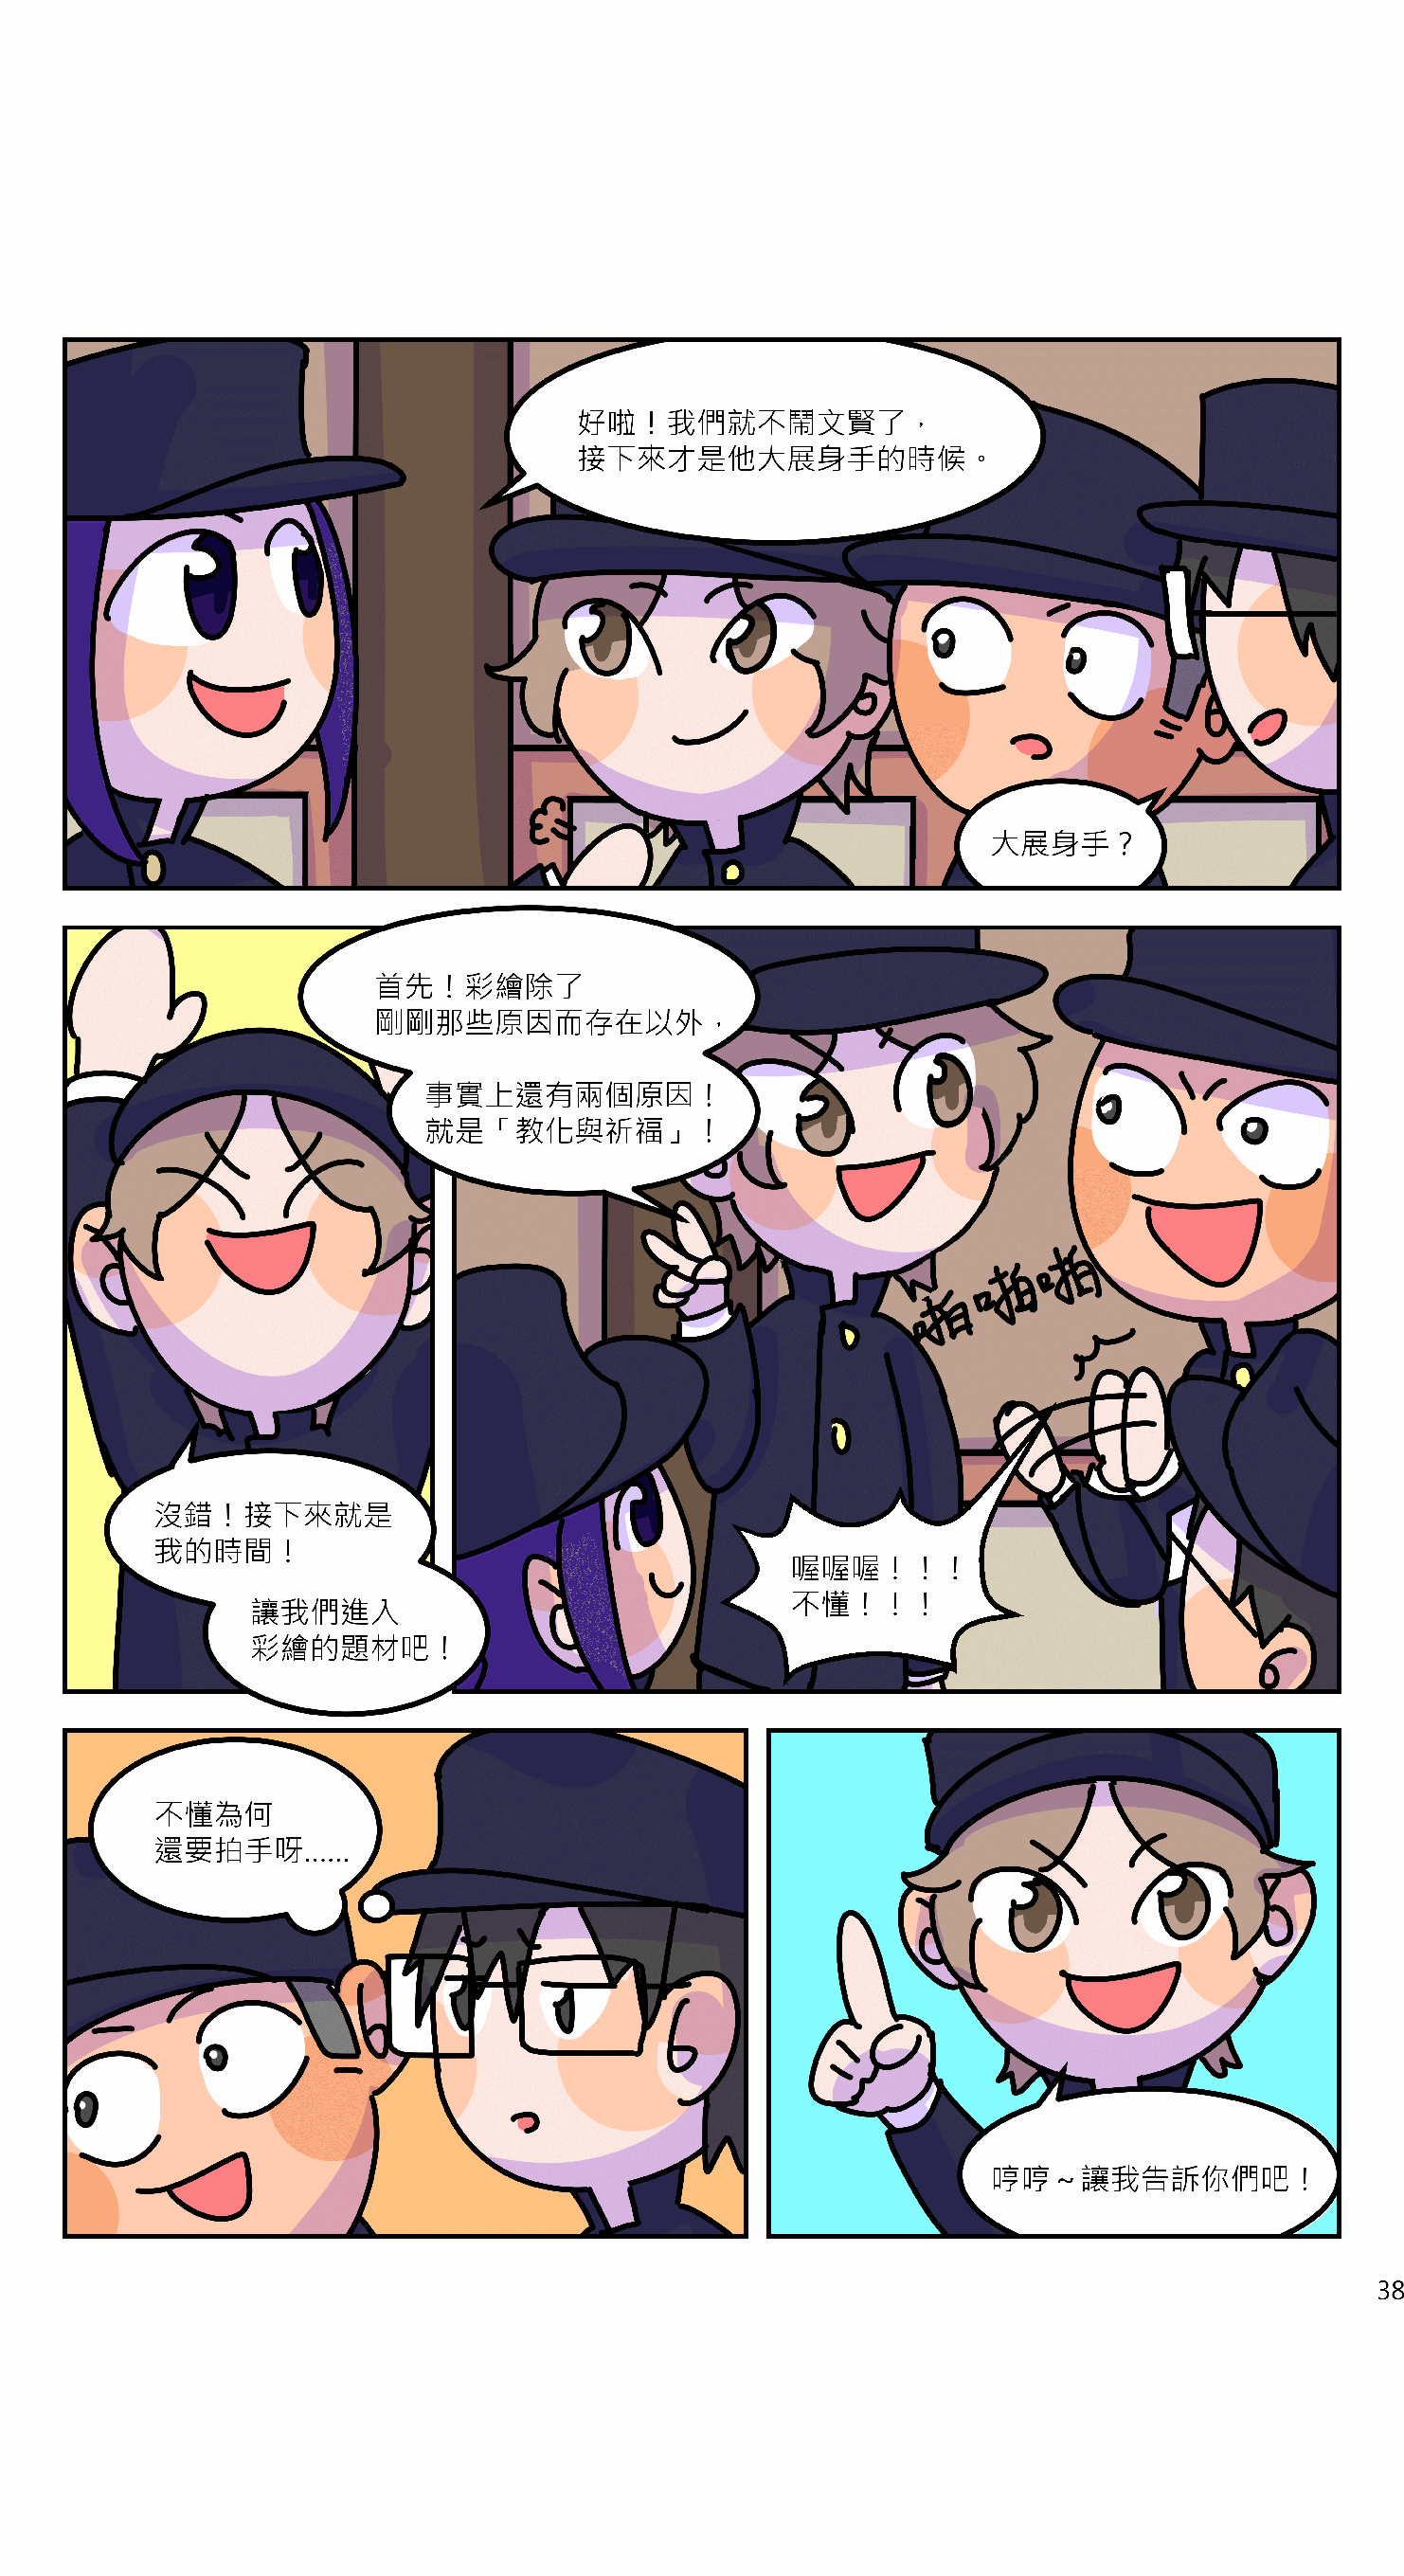 好啦！我們就不鬧文賢了，
接下來才是他大展身手的時候。
大展身手？
沒錯！接下來就是
我的時間！
讓我們進入
彩繪的題材吧！
首先！彩繪除了
剛剛那些原因而存在以外，
事實上還有兩個原因！
就是「教化與祈福」！
啪啪啪
喔喔喔！！！
不懂！！！
不懂為何
還要拍手呀......
哼哼～讓我告訴你們吧！
38